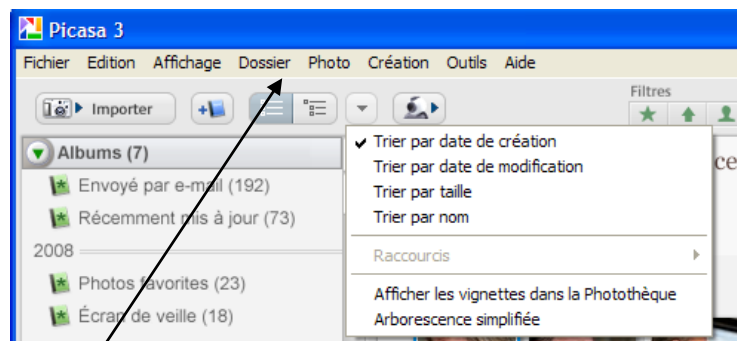 Picasa 3
Fichier Edition Affichage Dossier Photo Création Outils Aide
Importer
Filtres
Albums (7)
Envoyé par e-mail (192)
Récemment mis à jour (73)
2008
Photos favorites (23)
Écran de veille (18)
Trier par date de création
Trier par date de modification
Trier par taille
Trier par nom
Raccourcis
Afficher les vignettes dans la Photothèque
Arborescence simplifiée
ce